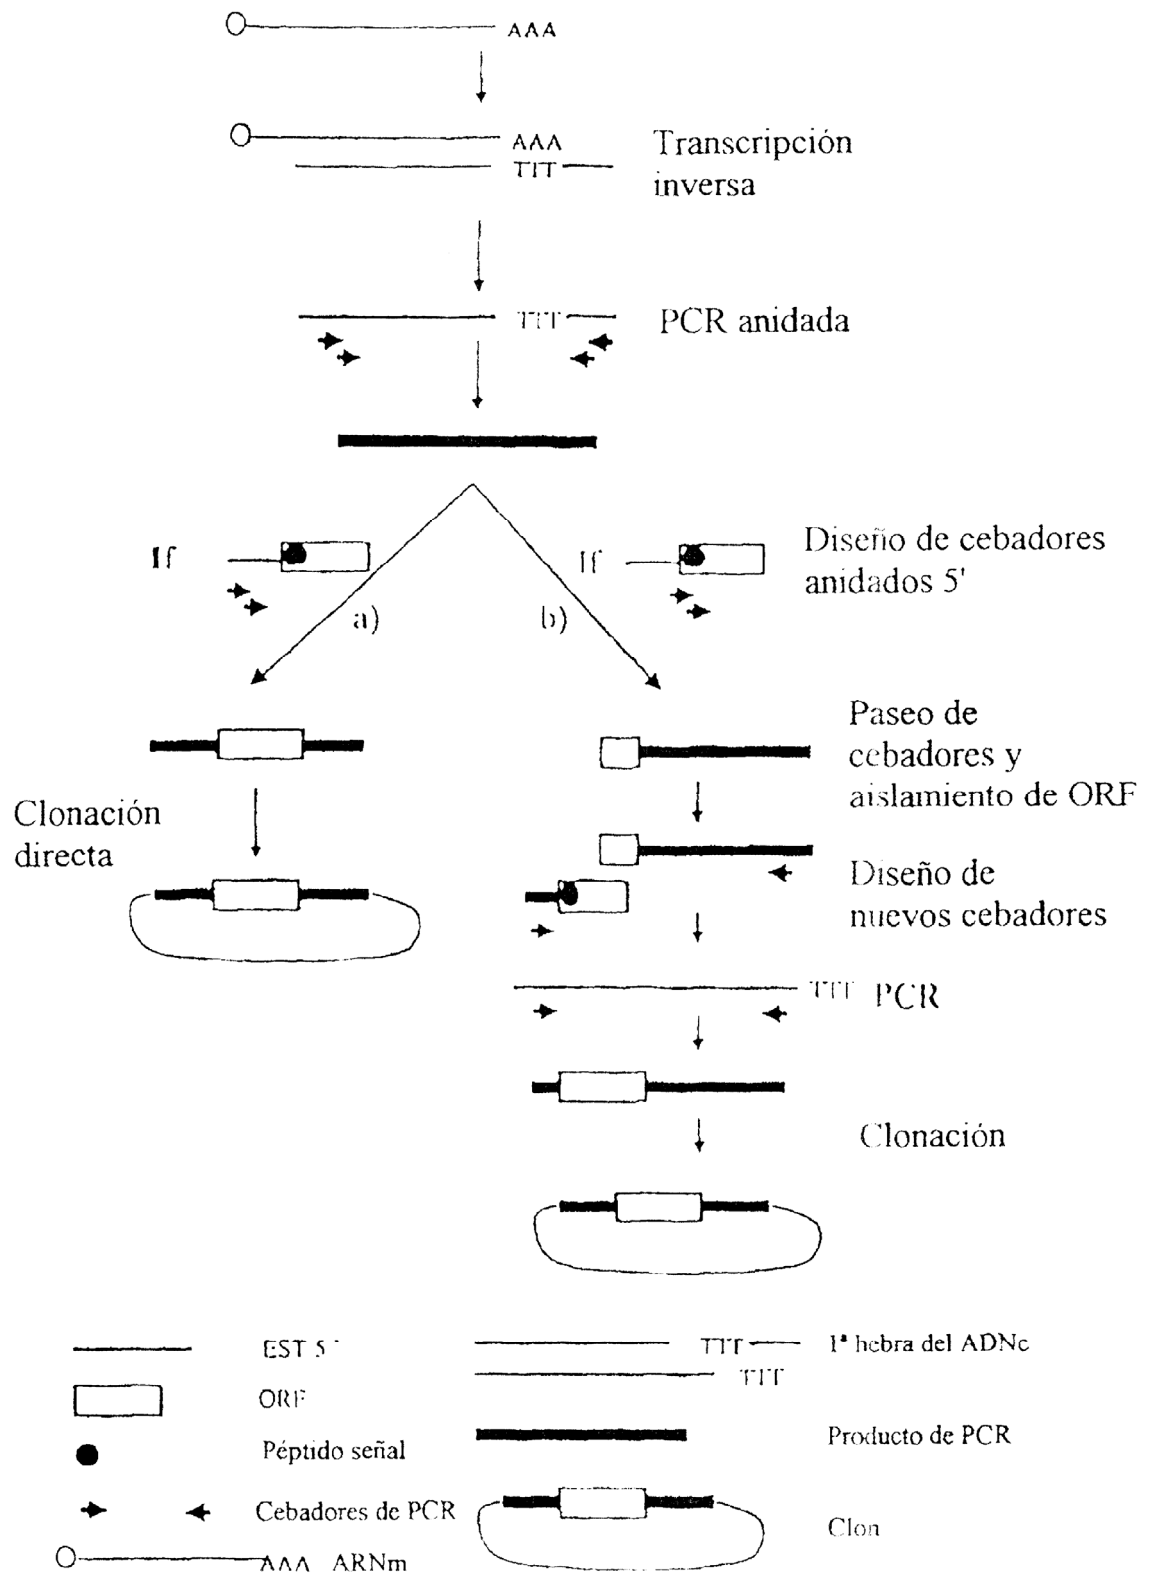 AAA
AAA
TTT
Transcripción
inversa
TTT
PCR anidada
If
a)
If
b)
Diseño de cebadores
anidados 5'
Paseo de
cebadores y
aislamiento de ORF
Clonación
directa
Diseño de
nuevos cebadores
TTT PCR
Clonación
EST 5'
ORF
Péptido señal
Cebadores de PCR
AAA ARNm
TTT
1ª hebra del ADNc
TTT
Producto de PCR
Clon